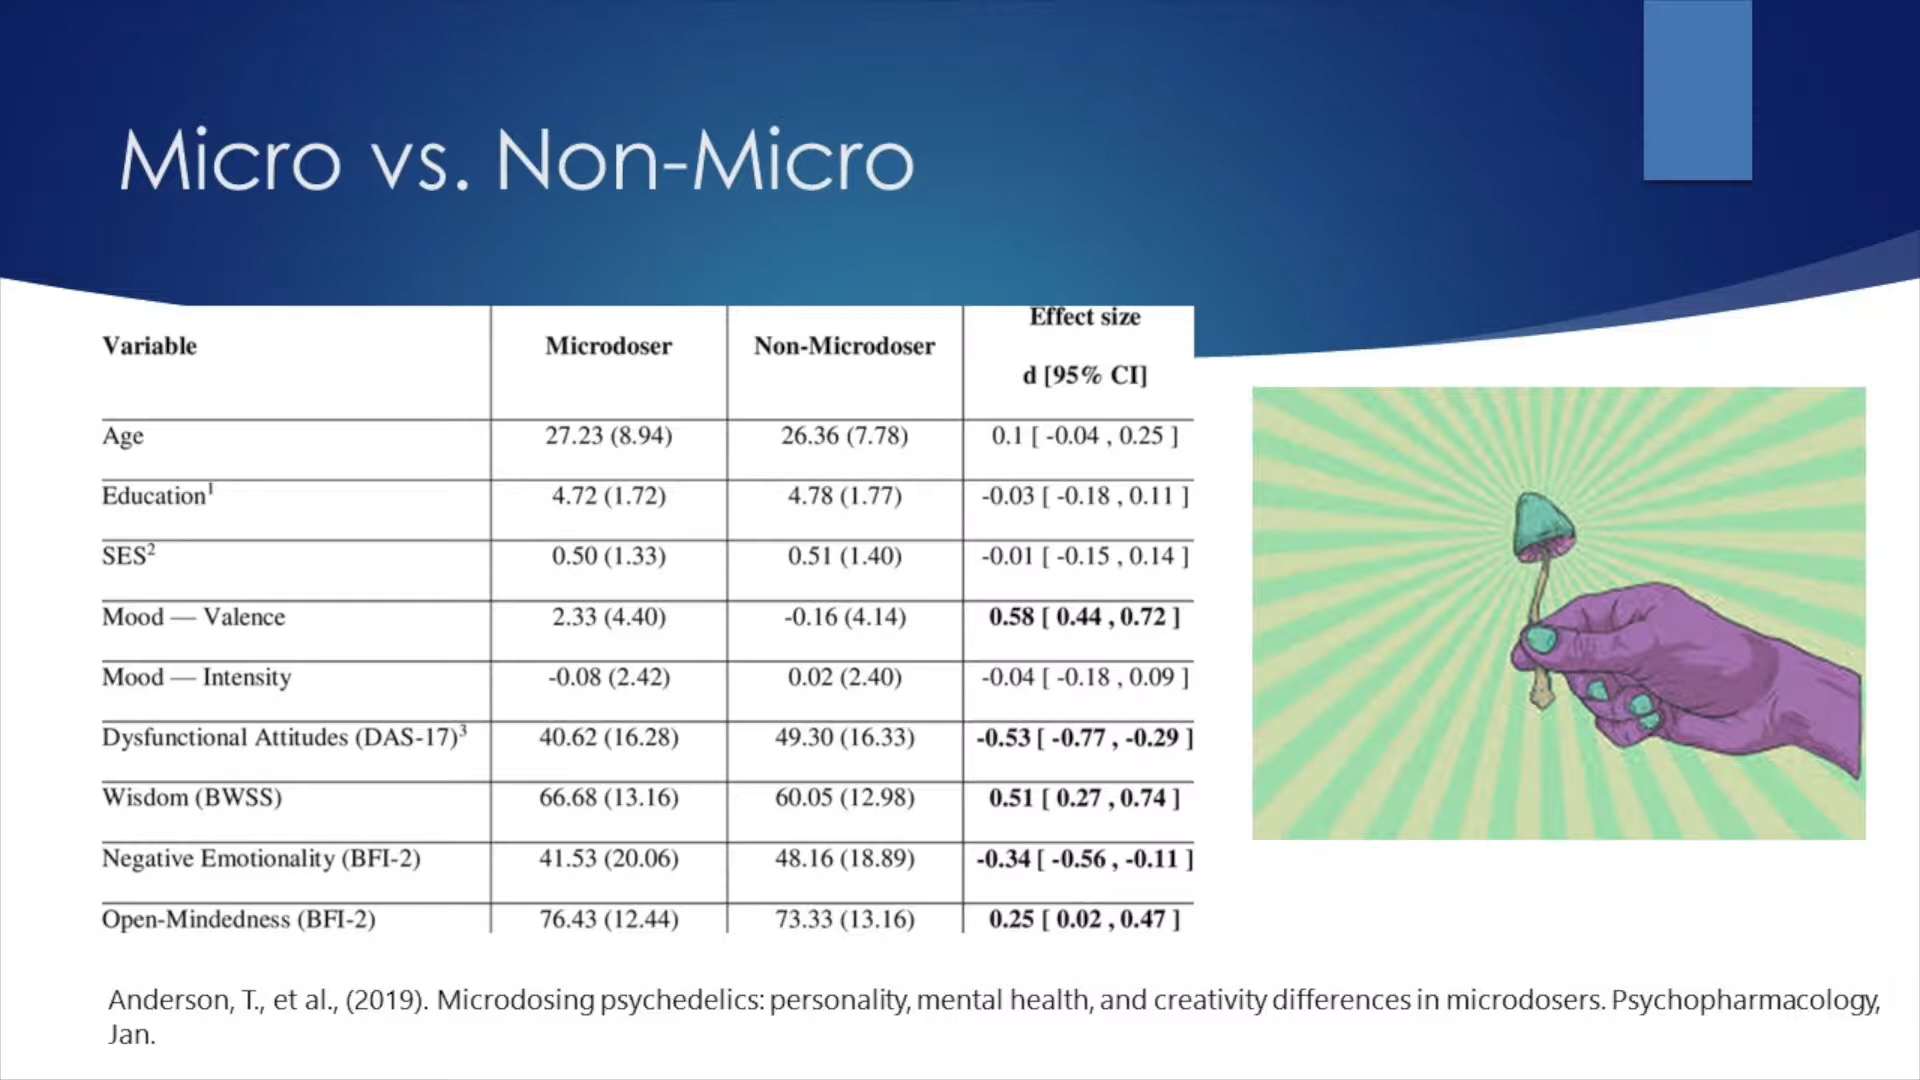 Micro vs. Non-Micro
Variable Microdoser Non-Microdoser Effect size
d [95% CI]
Age 27.23 (8.94) 26.36 (7.78) 0.1 [ -0.04 , 0.25 ]
Education¹ 4.72 (1.72) 4.78 (1.77) -0.03 [ -0.18 , 0.11 ]
SES² 0.50 (1.33) 0.51 (1.40) -0.01 [ -0.15 , 0.14 ]
Mood — Valence 2.33 (4.40) -0.16 (4.14) 0.58 [ 0.44 , 0.72 ]
Mood — Intensity -0.08 (2.42) 0.02 (2.40) -0.04 [ -0.18 , 0.09 ]
Dysfunctional Attitudes (DAS-17)³ 40.62 (16.28) 49.30 (16.33) -0.53 [ -0.77 , -0.29 ]
Wisdom (BWSS) 66.68 (13.16) 60.05 (12.98) 0.51 [ 0.27 , 0.74 ]
Negative Emotionality (BFI-2) 41.53 (20.06) 48.16 (18.89) -0.34 [ -0.56 , -0.11 ]
Open-Mindedness (BFI-2) 76.43 (12.44) 73.33 (13.16) 0.25 [ 0.02 , 0.47 ]
Anderson, T., et al., (2019). Microdosing psychedelics: personality, mental health, and creativity differences in microdosers. Psychopharmacology,
Jan.